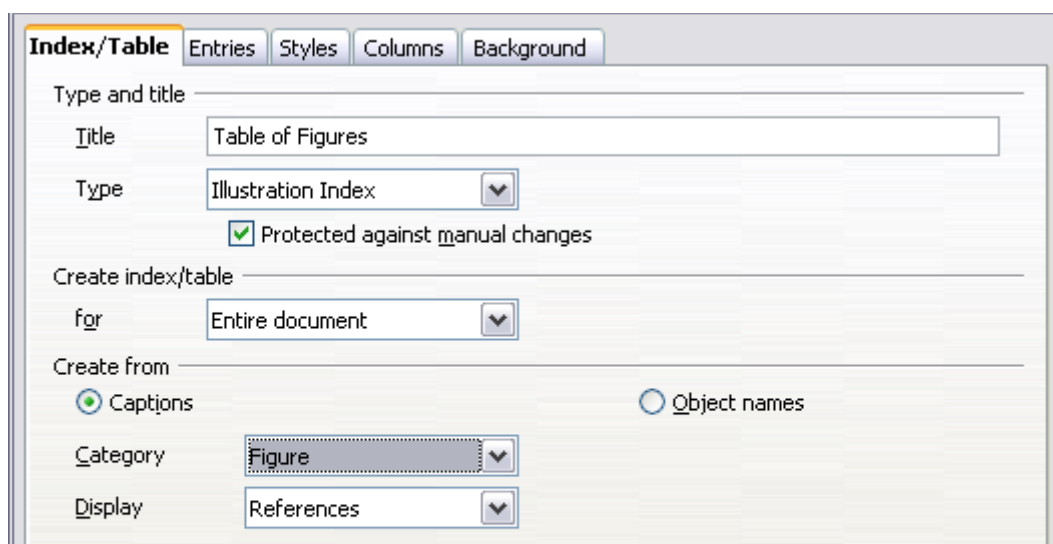 Index/Table Entries Styles Columns Background
Type and title
Title Table of Figures
Type Illustration Index
Protected against manual changes
Create index/table
for Entire document
Create from
Captions Object names
Category Figure
Display References